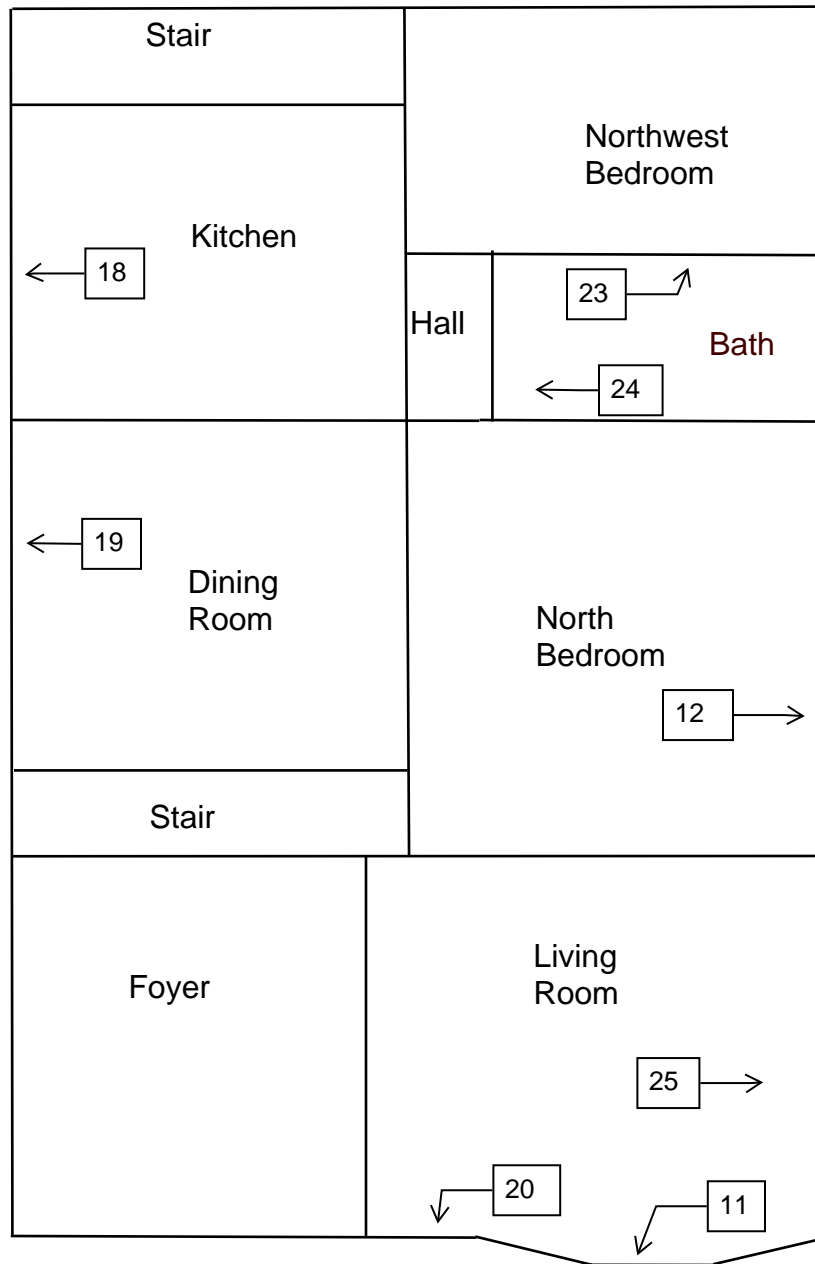 Stair
Northwest
Bedroom
Kitchen
18
23
Hall
Bath
24
19
Dining
Room
North
Bedroom
12
Stair
Foyer
Living
Room
25
20
11